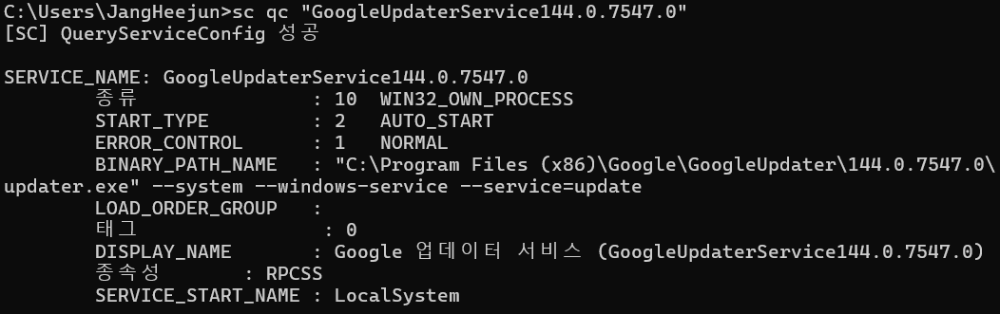 C:\Users\JangHeejun>sc qc "GoogleUpdaterService144.0.7547.0"
[SC] QueryServiceConfig 성공

SERVICE_NAME: GoogleUpdaterService144.0.7547.0
        종류               : 10  WIN32_OWN_PROCESS
        START_TYPE         : 2   AUTO_START
        ERROR_CONTROL      : 1   NORMAL
        BINARY_PATH_NAME   : "C:\Program Files (x86)\Google\GoogleUpdater\144.0.7547.0\
updater.exe" --system --windows-service --service=update
        LOAD_ORDER_GROUP   :
        태그                : 0
        DISPLAY_NAME       : Google 업데이터 서비스 (GoogleUpdaterService144.0.7547.0)
        종속성       : RPCSS
        SERVICE_START_NAME : LocalSystem